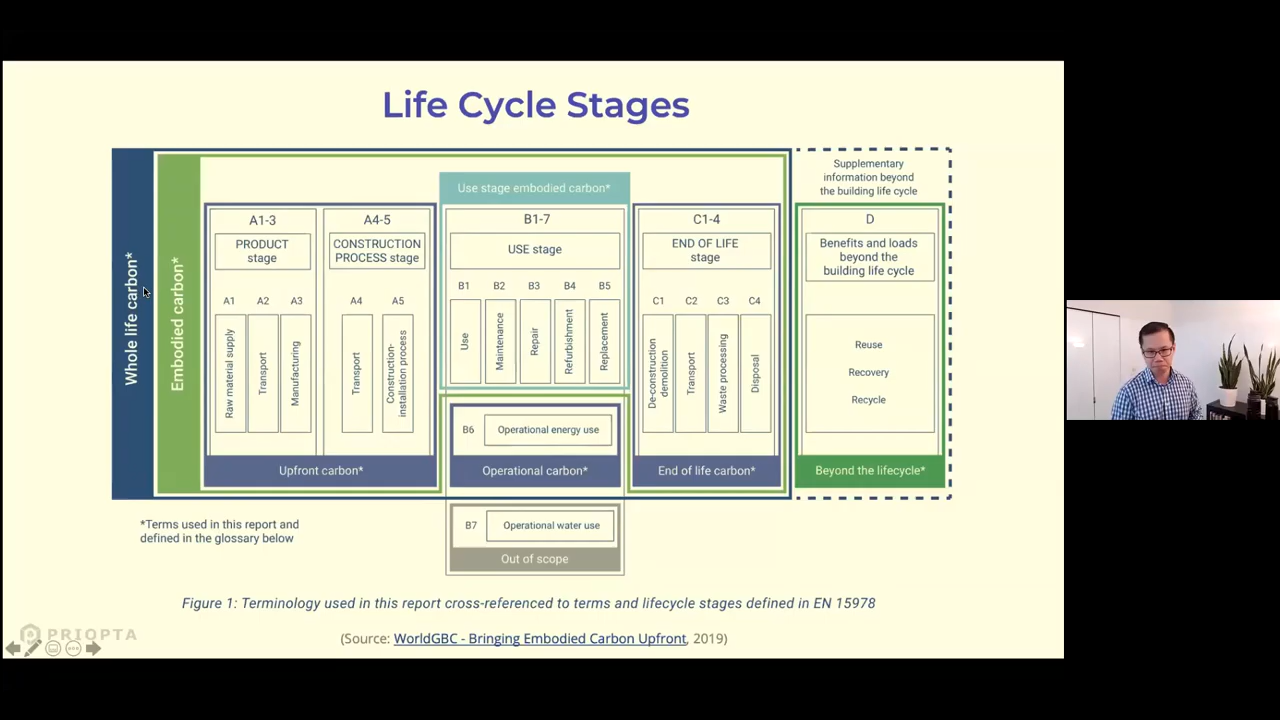 Life Cycle Stages
Whole life carbon*
Embodied carbon*
Use stage embodied carbon*
A1-3
PRODUCT
stage
A1
A2
A3
Raw material supply
Transport
Manufacturing
A4-5
CONSTRUCTION
PROCESS stage
A4
A5
Transport
Construction-
installation process
Upfront carbon*
B1-7
USE stage
B1
B2
B3
B4
B5
Use
Maintenance
Repair
Refurbishment
Replacement
B6
Operational energy use
Operational carbon*
B7
Operational water use
Out of scope
C1-4
END OF LIFE
stage
C1
C2
C3
C4
De-construction
demolition
Transport
Waste processing
Disposal
End of life carbon*
Supplementary
information beyond
the building life cycle
D
Benefits and loads
beyond the
building life cycle
Reuse
Recovery
Recycle
Beyond the lifecycle*
*Terms used in this report and
defined in the glossary below
Figure 1: Terminology used in this report cross-referenced to terms and lifecycle stages defined in EN 15978
(Source: WorldGBC - Bringing Embodied Carbon Upfront, 2019)
PRIOPTA